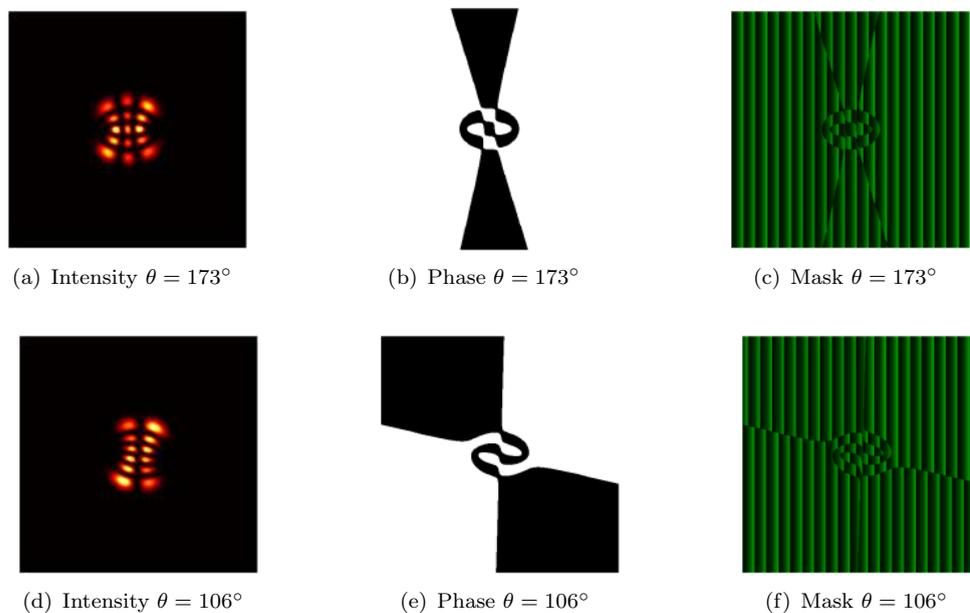 (a) Intensity θ = 173°
(b) Phase θ = 173°
(c) Mask θ = 173°
(d) Intensity θ = 106°
(e) Phase θ = 106°
(f) Mask θ = 106°